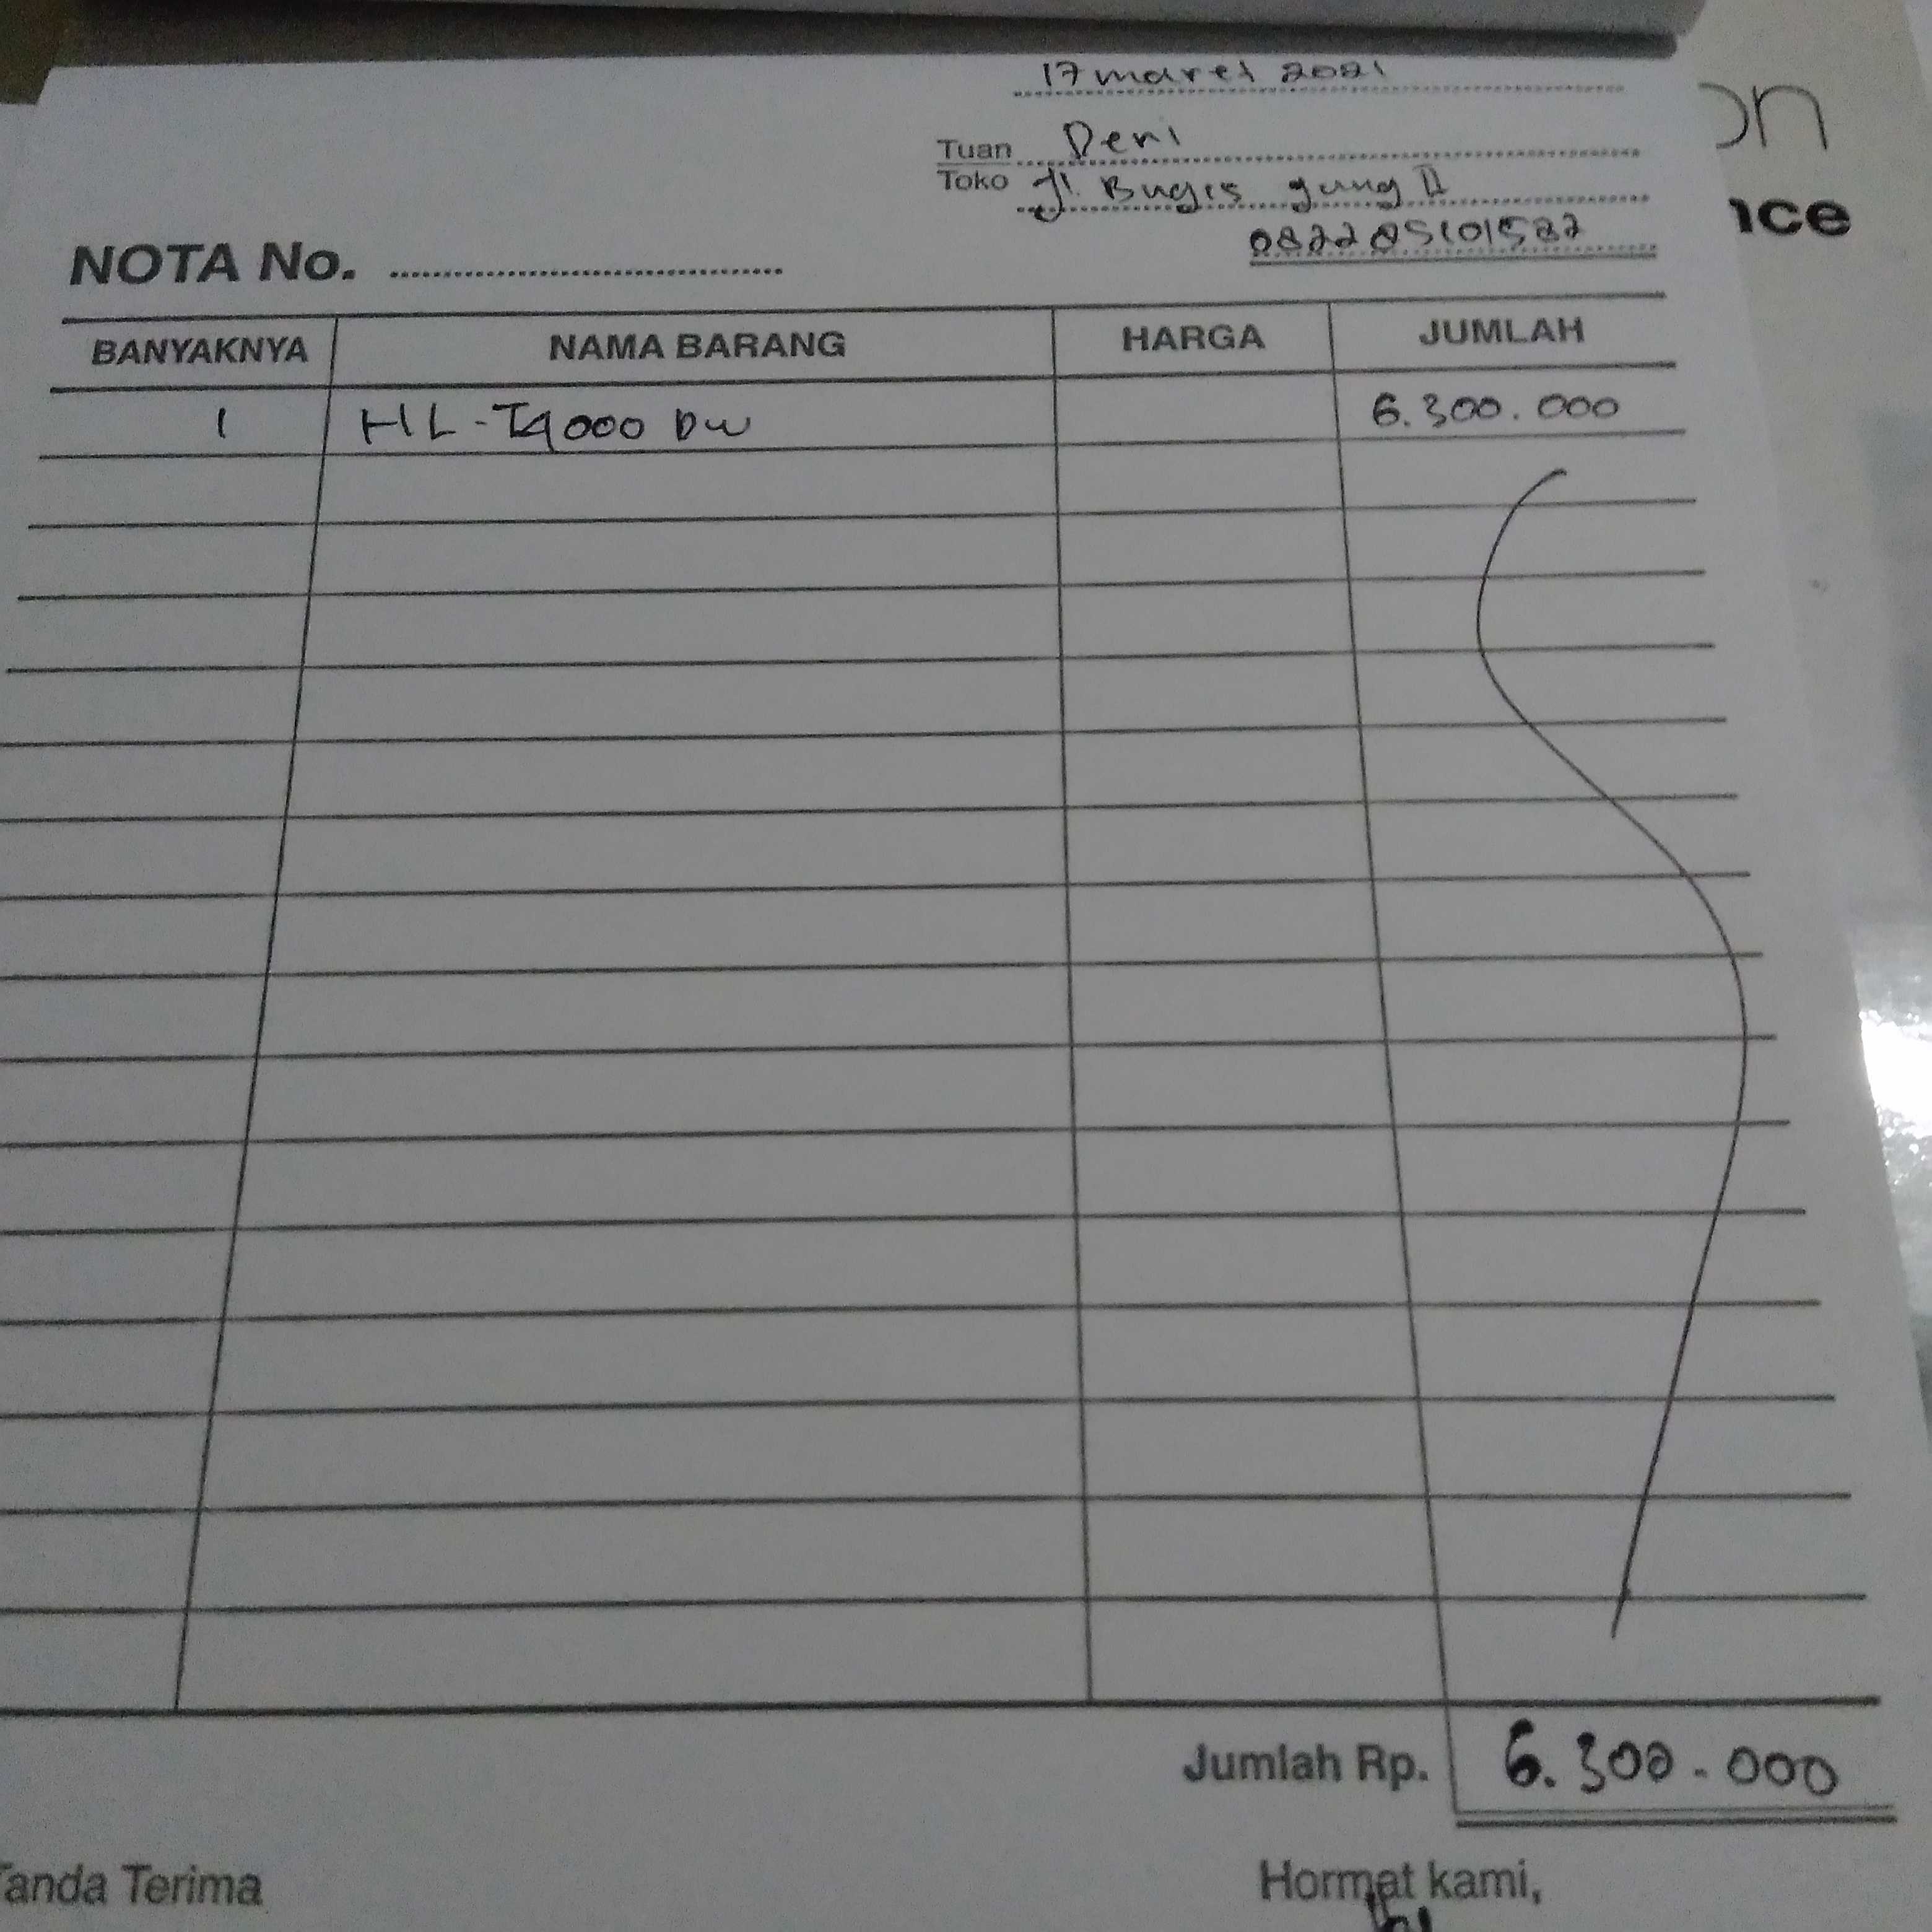 17 maret 2021
Tuan Deni
Toko Jl. Bugis gang II
082285101582
NOTA No.
BANYAKNYA NAMA BARANG HARGA JUMLAH
1 HL-T4000 DW 6.300.000
Jumlah Rp. 6.300.000
Tanda Terima Hormat kami,